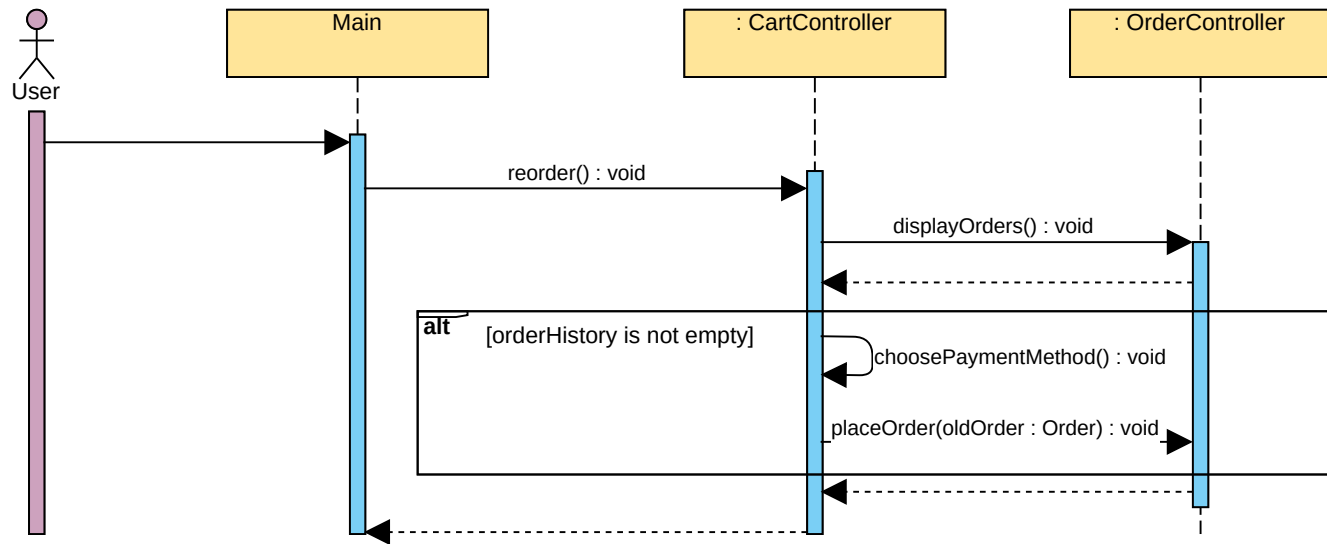 Main
: CartController
: OrderController
User
reorder() : void
displayOrders() : void
alt
[orderHistory is not empty]
choosePaymentMethod() : void
placeOrder(oldOrder : Order) : void